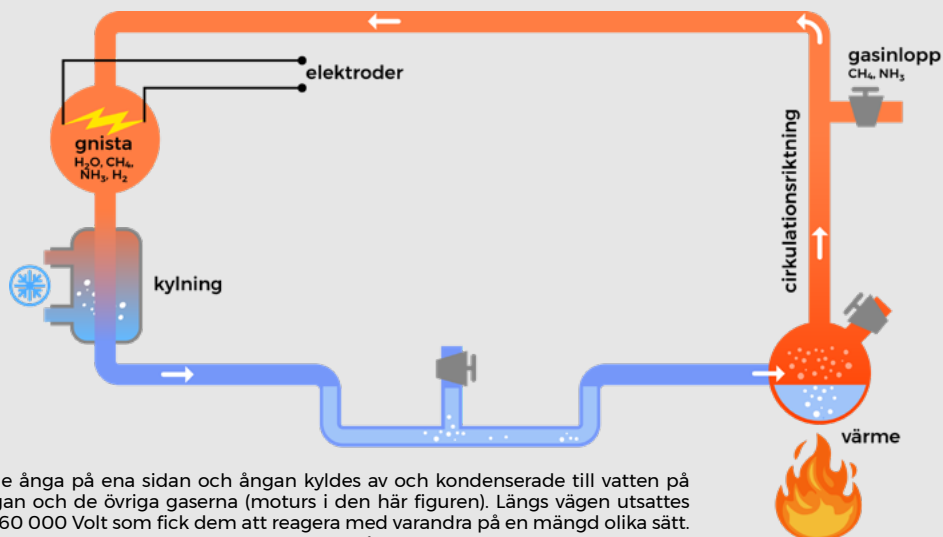 gasinlopp
CH₄, NH₃
elektroder
gnista
H₂O, CH₄,
NH₃, H₂
cirkulationsriktning
kylning
värme
e ånga på ena sidan och ångan kyldes av och kondenserade till vatten på
gan och de övriga gaserna (moturs i den här figuren). Längs vägen utsattes
60 000 Volt som fick dem att reagera med varandra på en mängd olika sätt.